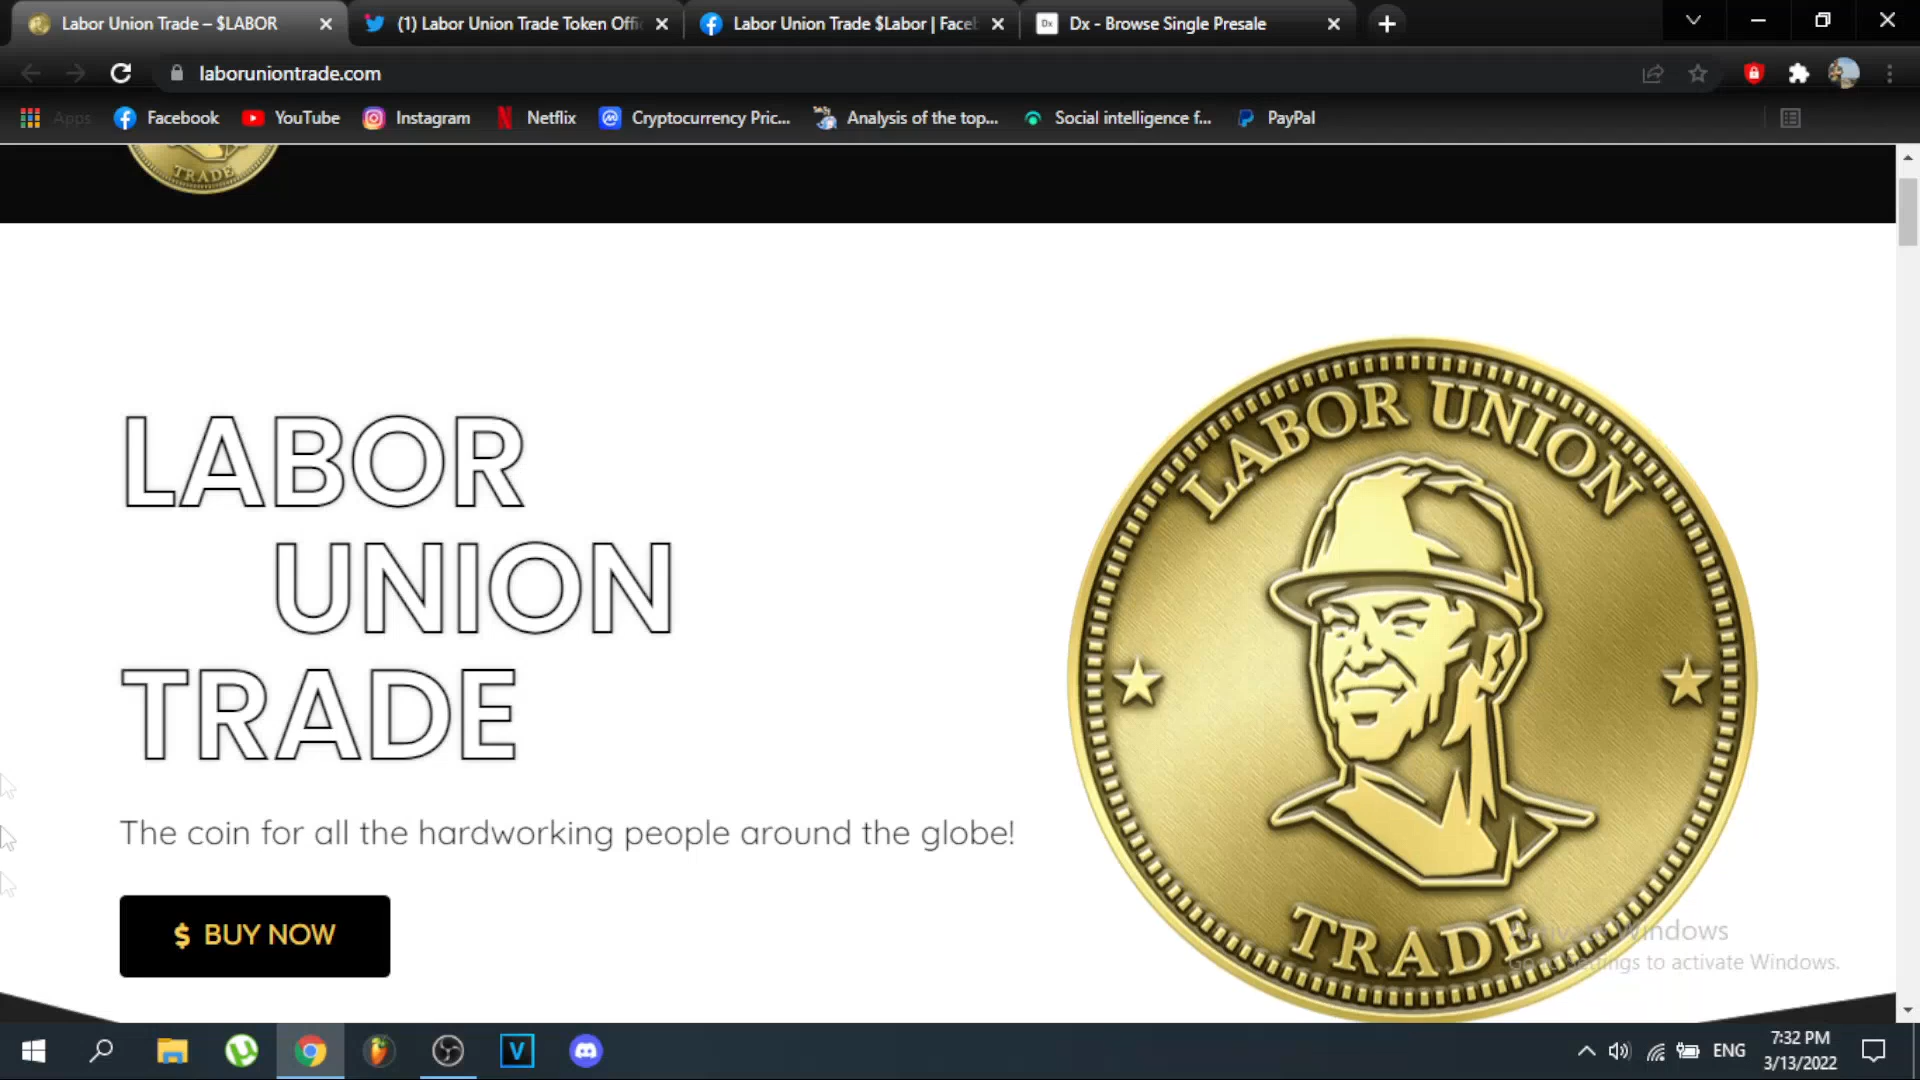 Labor Union Trade – $LABOR
(1) Labor Union Trade Token Offi
Labor Union Trade $Labor | Face
Dx
Dx - Browse Single Presale
laboruniontrade.com
Apps
Facebook
YouTube
Instagram
Netflix
Cryptocurrency Pric...
Analysis of the top...
Social intelligence f...
PayPal
TRADE
LABOR
UNION
TRADE
The coin for all the hardworking people around the globe!
$ BUY NOW
LABOR UNION
TRADE
Windows
to activate Windows.
V
ENG
7:32 PM
3/13/2022